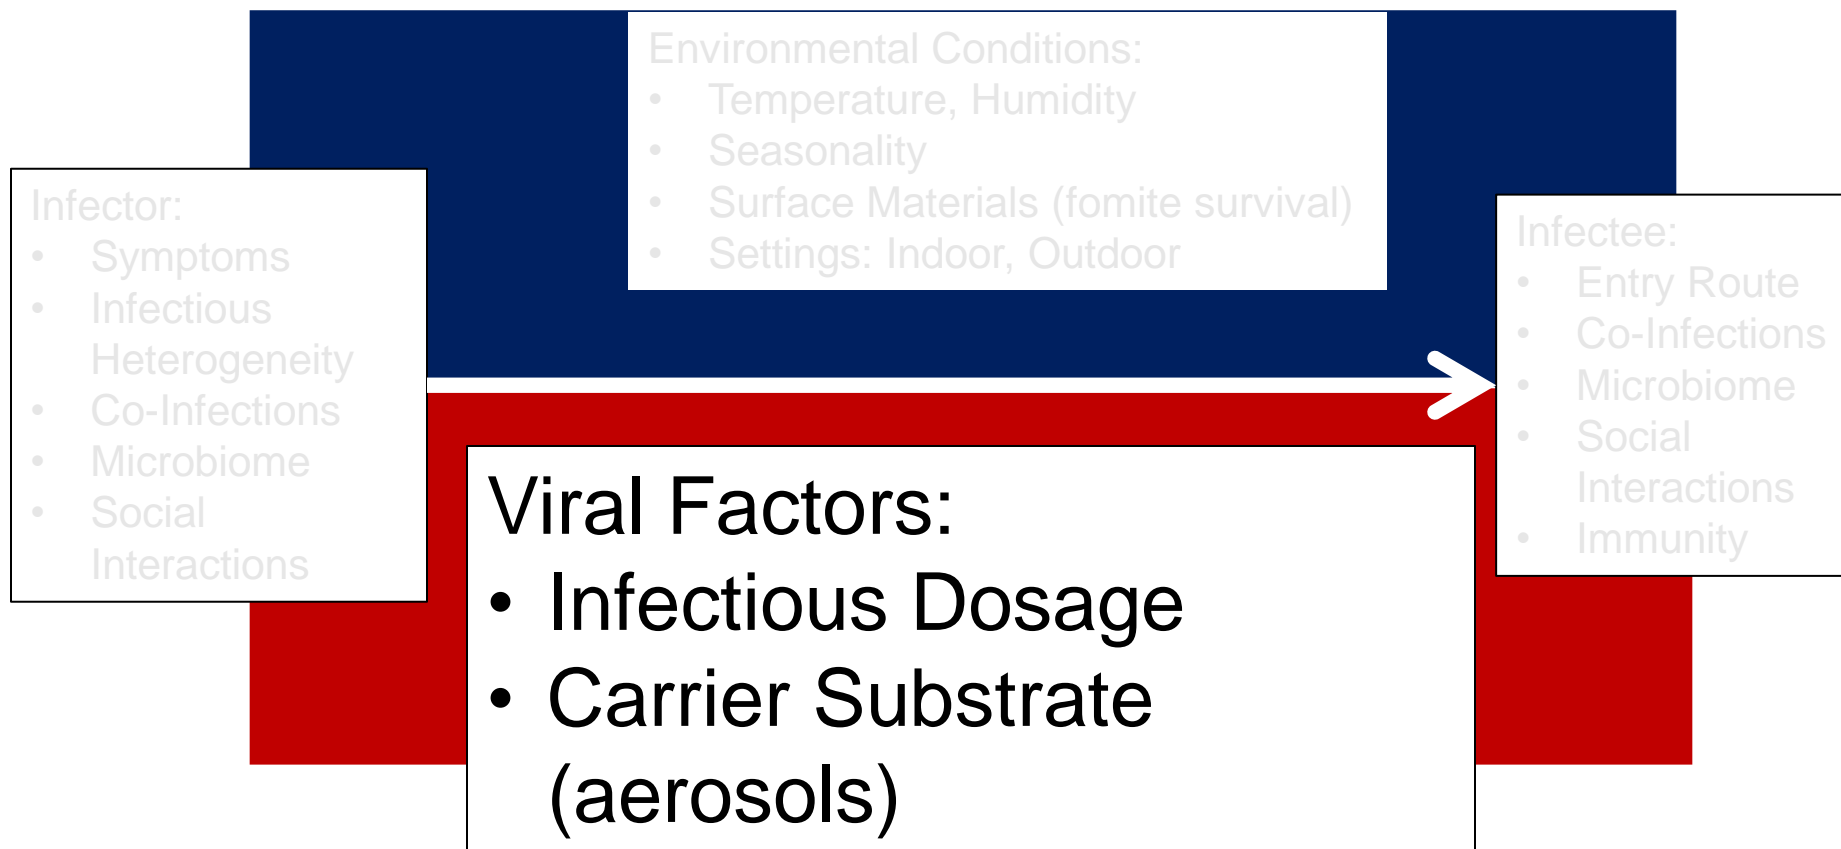 Environmental Conditions:
• Temperature, Humidity
• Seasonality
• Surface Materials (fomite survival)
• Settings: Indoor, Outdoor
Infector:
• Symptoms
• Infectious
Heterogeneity
• Co-Infections
• Microbiome
• Social
Interactions
Infectee:
• Entry Route
• Co-Infections
• Microbiome
• Social
Interactions
• Immunity
Viral Factors:
• Infectious Dosage
• Carrier Substrate
(aerosols)